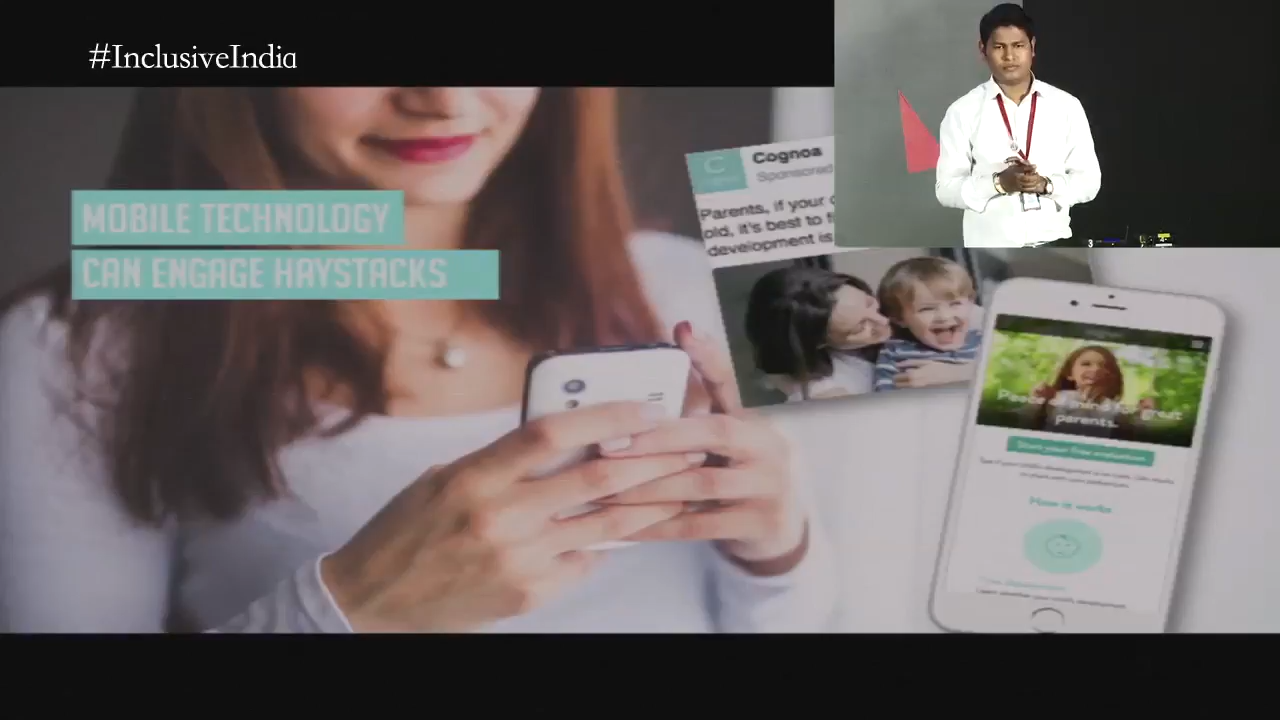 #InclusiveIndia
MOBILE TECHNOLOGY
CAN ENGAGE HAYSTACKS
Cognoa
Sponsored
Parents, if your
old, it's best to
development is
parents.
Start your free evaluation
How it works